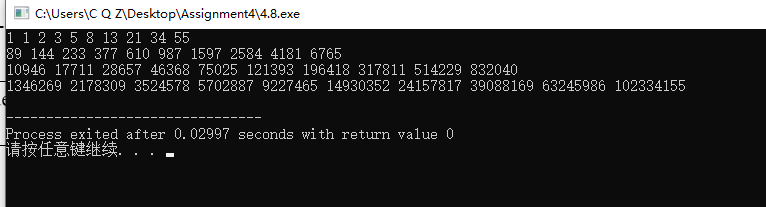 C:\Users\C Q Z\Desktop\Assignment4\4.8.exe
1 1 2 3 5 8 13 21 34 55
89 144 233 377 610 987 1597 2584 4181 6765
10946 17711 28657 46368 75025 121393 196418 317811 514229 832040
1346269 2178309 3524578 5702887 9227465 14930352 24157817 39088169 63245986 102334155
--------------------------------
Process exited after 0.02997 seconds with return value 0
请按任意键继续. . .